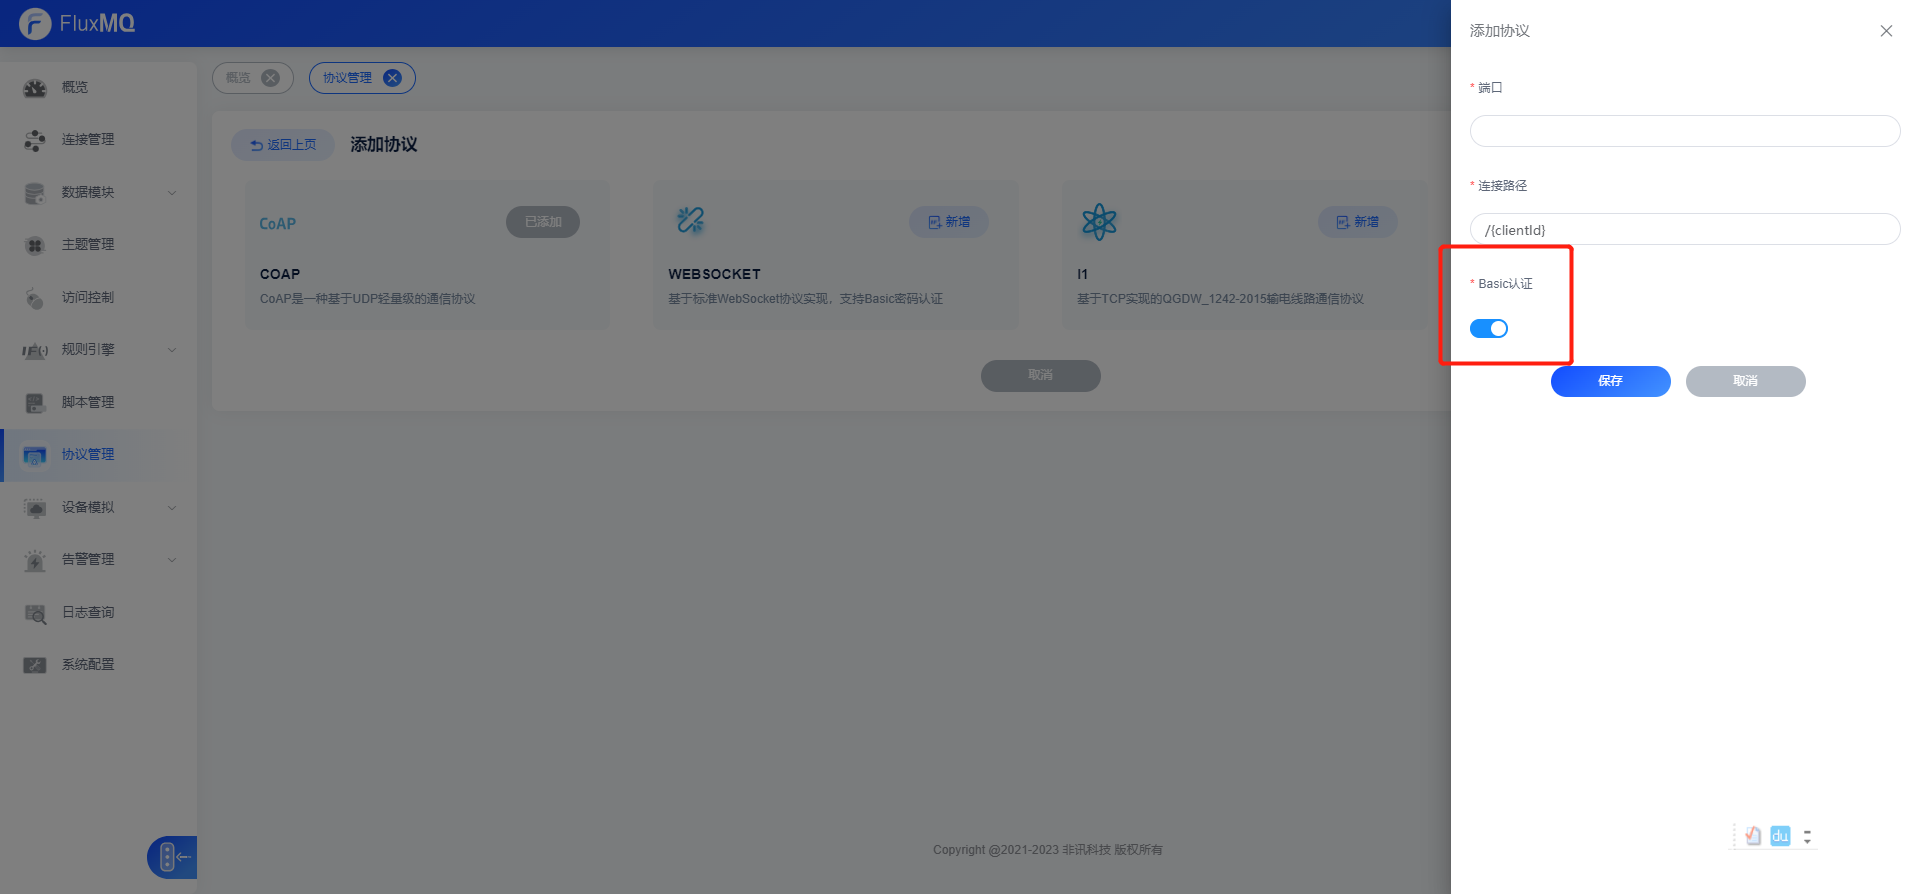 FluxMQ
概览
连接管理
数据模块
主题管理
访问控制
规则引擎
脚本管理
协议管理
设备模拟
告警管理
日志查询
系统配置
概览
协议管理
返回上页
添加协议
CoAP
已添加
COAP
CoAP是一种基于UDP轻量级的通信协议
新增
WEBSOCKET
基于标准WebSocket协议实现，支持Basic密码认证
新增
I1
基于TCP实现的QGDW_1242-2015输电线路通信协议
取消
Copyright @2021-2023 非讯科技 版权所有
添加协议
* 端口
* 连接路径
/{clientId}
* Basic认证
保存
取消
du